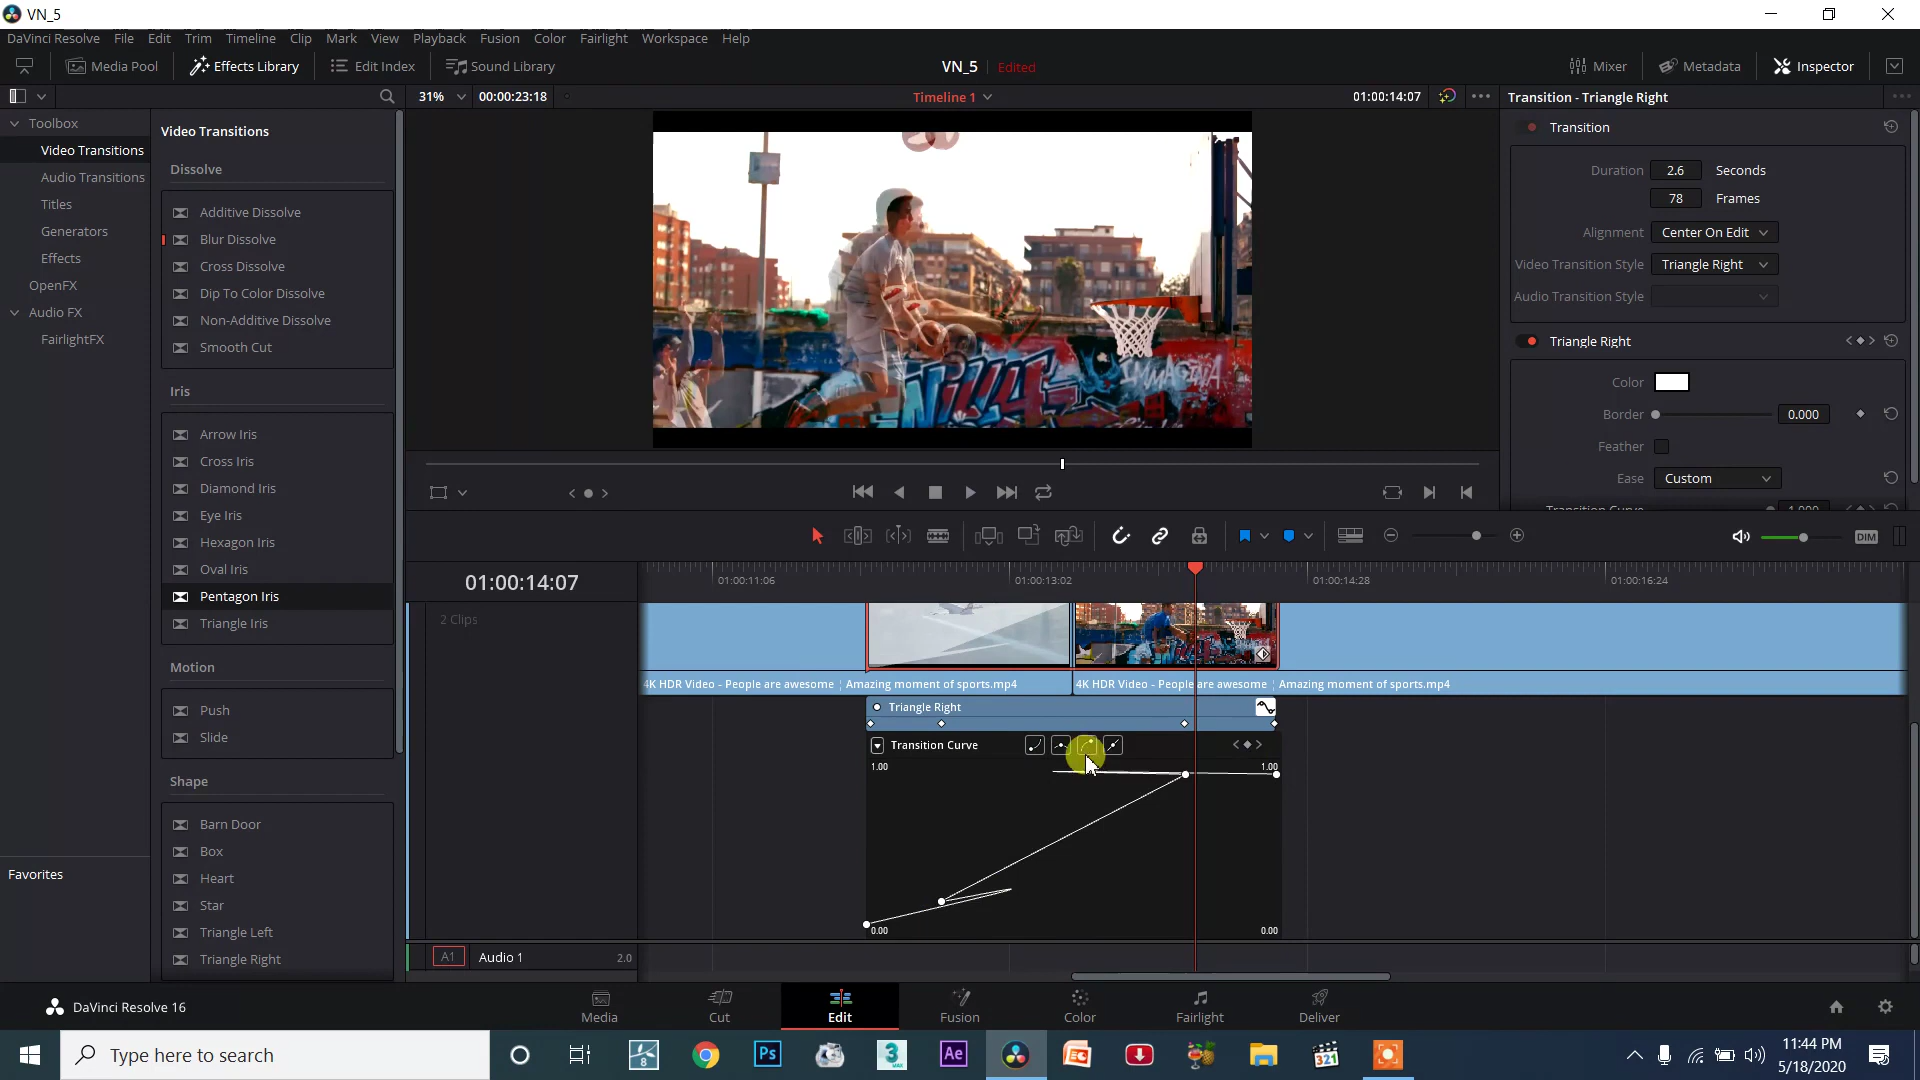 VN_5
DaVinci Resolve File Edit Trim Timeline Clip Mark View Playback Fusion Color Fairlight Workspace Help
Media Pool Effects Library Edit Index Sound Library VN_5 Edited Mixer Metadata Inspector
31% 00:00:23:18 Timeline 1 01:00:14:07 Transition - Triangle Right
Toolbox
Video Transitions
Audio Transitions
Titles
Generators
Effects
OpenFX
Audio FX
FairlightFX
Favorites
Video Transitions
Dissolve
Additive Dissolve
Blur Dissolve
Cross Dissolve
Dip To Color Dissolve
Non-Additive Dissolve
Smooth Cut
Iris
Arrow Iris
Cross Iris
Diamond Iris
Eye Iris
Hexagon Iris
Oval Iris
Pentagon Iris
Triangle Iris
Motion
Push
Slide
Shape
Barn Door
Box
Heart
Star
Triangle Left
Triangle Right
IMMAGINA
Transition
Duration 2.6 Seconds
78 Frames
Alignment Center On Edit
Video Transition Style Triangle Right
Audio Transition Style
Triangle Right
Color
Border 0.000
Feather
Ease Custom
Transition Curve 1.000
DIM
01:00:14:07 01:00:11:06 01:00:13:02 01:00:14:28 01:00:16:24
2 Clips
4K HDR Video - People are awesome ¦ Amazing moment of sports.mp4 4K HDR Video - People are awesome ¦ Amazing moment of sports.mp4
Triangle Right
Transition Curve
1.00 1.00
0.00 0.00
A1 Audio 1 2.0
DaVinci Resolve 16 Media Cut Edit Fusion Color Fairlight Deliver
Type here to search
8 Ps 3 MAX Ae 321
11:44 PM
5/18/2020